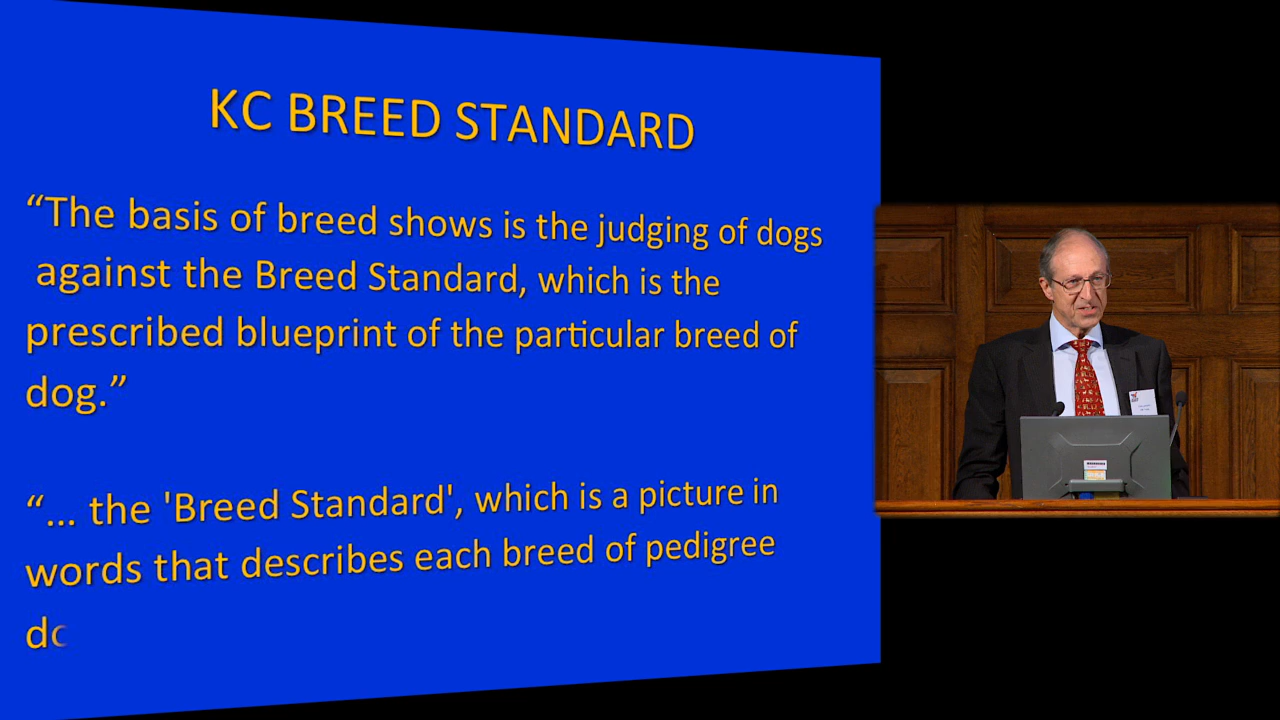 KC BREED STANDARD
“The basis of breed shows is the judging of dogs
against the Breed Standard, which is the
prescribed blueprint of the particular breed of
dog.”
“... the 'Breed Standard', which is a picture in
words that describes each breed of pedigree
do